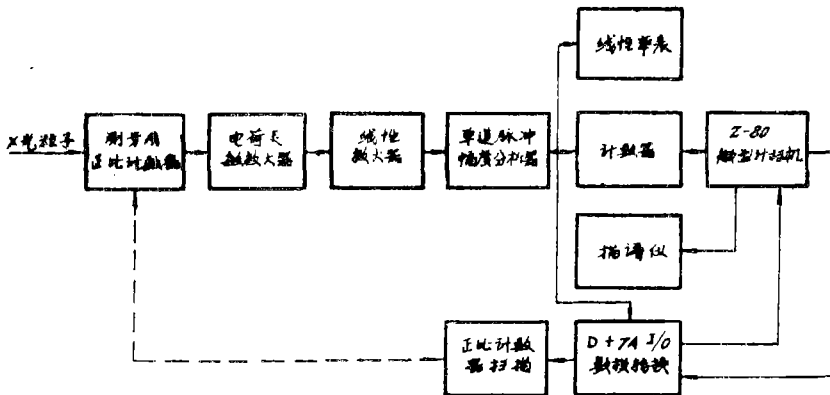 线性率表
X光粒子
测量用
正比计数器
电荷灵
敏放大器
线性
放大器
单道脉冲
幅度分析器
计数器
Z-80
微型计算机
描谱仪
正比计数
器扫描
D+7A I/O
数模转换